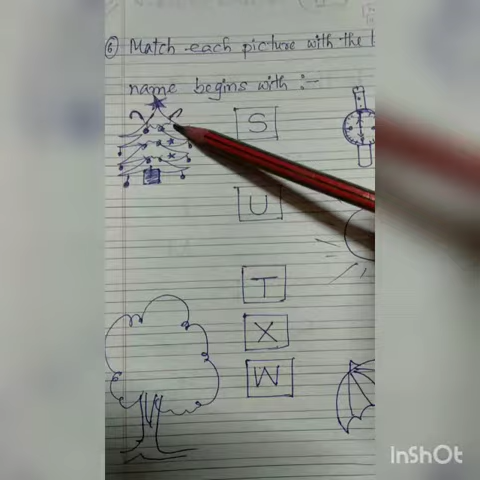 6 Match each picture with the
name begins with :-
S
U
T
X
W
InShOt